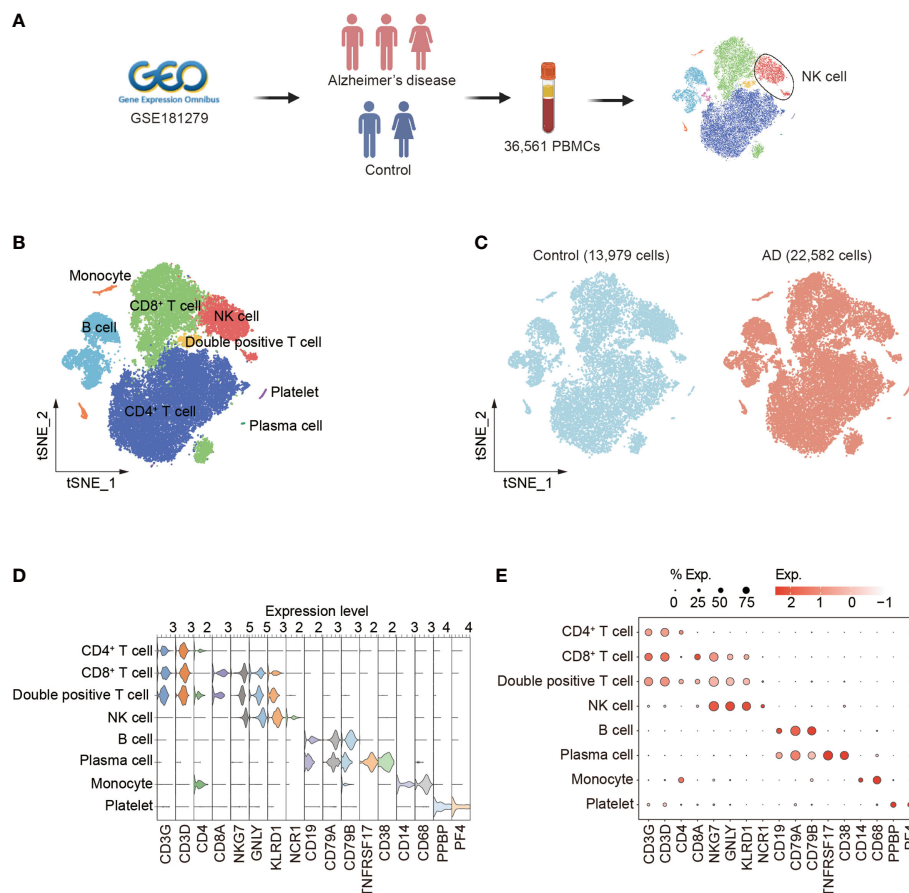 A
GEO
Gene Expression Omnibus
GSE181279
Alzheimer's disease
Control
36,561 PBMCs
NK cell
B
Monocyte
CD8+ T cell
NK cell
B cell
Double positive T cell
CD4+ T cell
Platelet
Plasma cell
tSNE_2
tSNE_1
C
Control (13,979 cells)
AD (22,582 cells)
tSNE_2
tSNE_1
D
Expression level
3 3 2 3 5 5 3 2 2 3 3 2 2 2 3 4 4
CD4+ T cell
CD8+ T cell
Double positive T cell
NK cell
B cell
Plasma cell
Monocyte
Platelet
CD3G
CD3D
CD4
CD8A
NKG7
GNLY
KLRD1
NCR1
CD19
CD79A
CD79B
TNFRSF17
CD38
CD14
CD68
PPBP
PF4
E
% Exp.
0 25 50 75
Exp.
2 1 0 −1
CD4+ T cell
CD8+ T cell
Double positive T cell
NK cell
B cell
Plasma cell
Monocyte
Platelet
CD3G
CD3D
CD4
CD8A
NKG7
GNLY
KLRD1
NCR1
CD19
CD79A
CD79B
TNFRSF17
CD38
CD14
CD68
PPBP